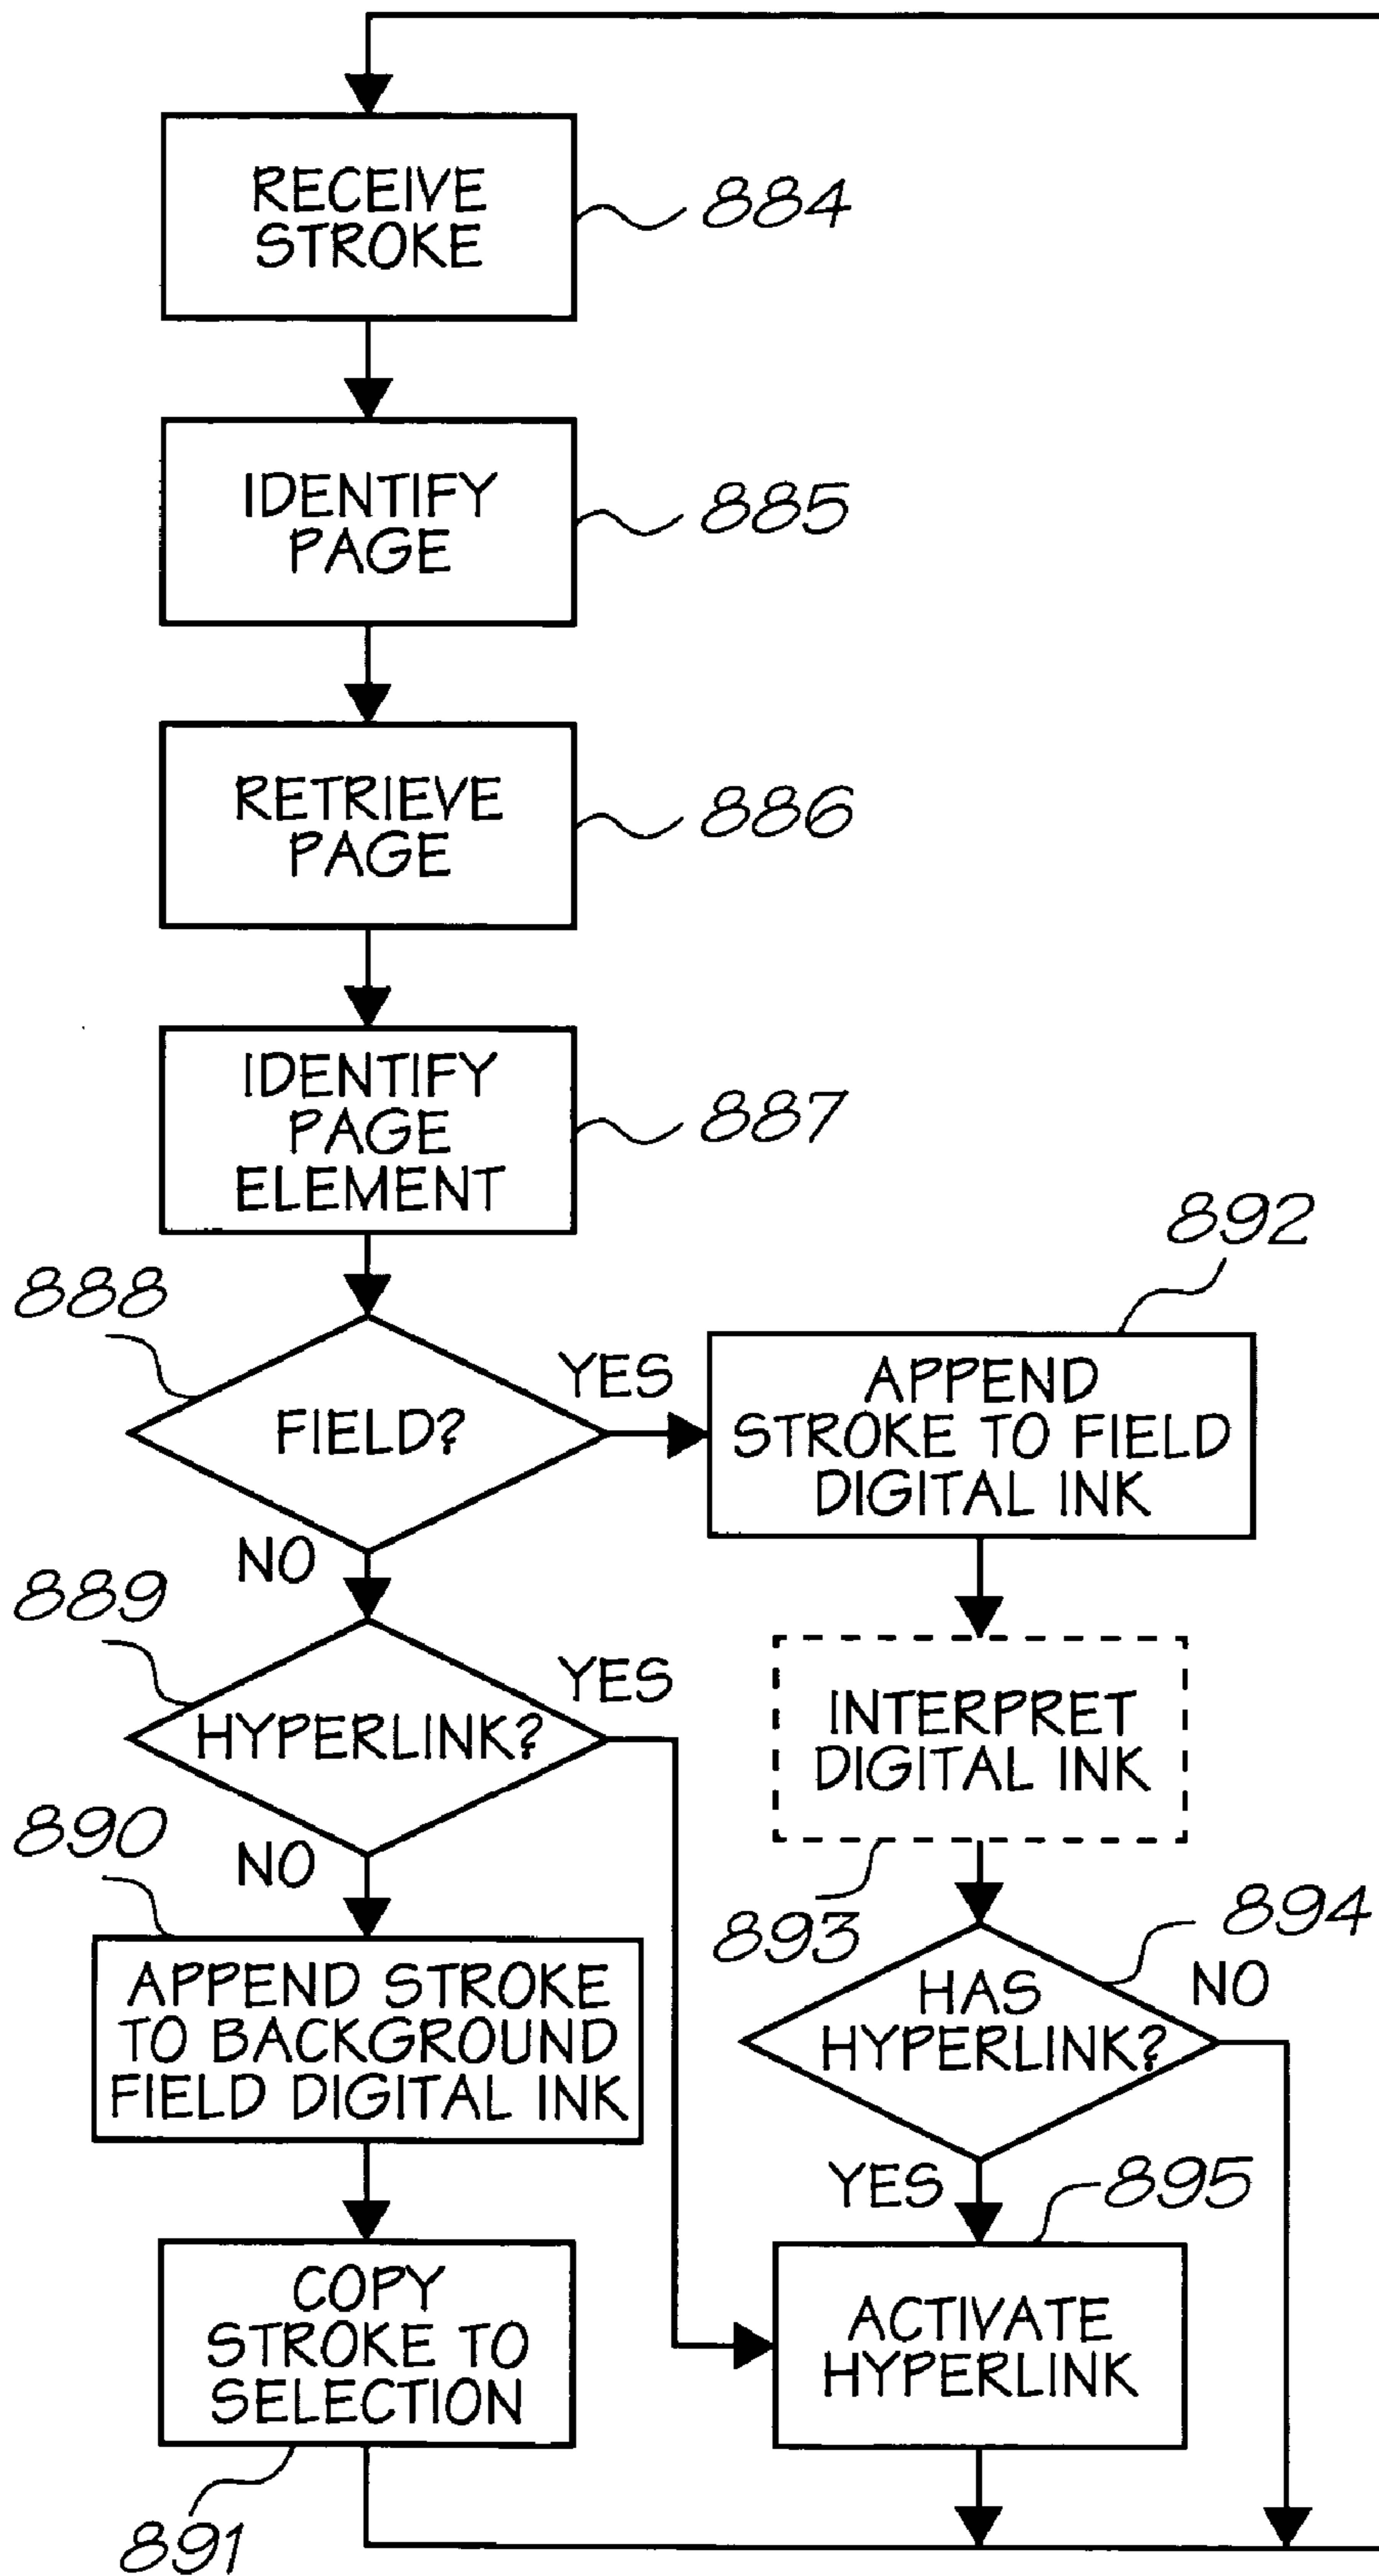 RECEIVE
STROKE
884
IDENTIFY
PAGE
885
RETRIEVE
PAGE
886
IDENTIFY
PAGE
ELEMENT
887
888
FIELD?
YES
NO
892
APPEND
STROKE TO FIELD
DIGITAL INK
889
HYPERLINK?
YES
NO
INTERPRET
DIGITAL INK
893
890
APPEND STROKE
TO BACKGROUND
FIELD DIGITAL INK
894
HAS
HYPERLINK?
NO
YES
COPY
STROKE TO
SELECTION
891
895
ACTIVATE
HYPERLINK